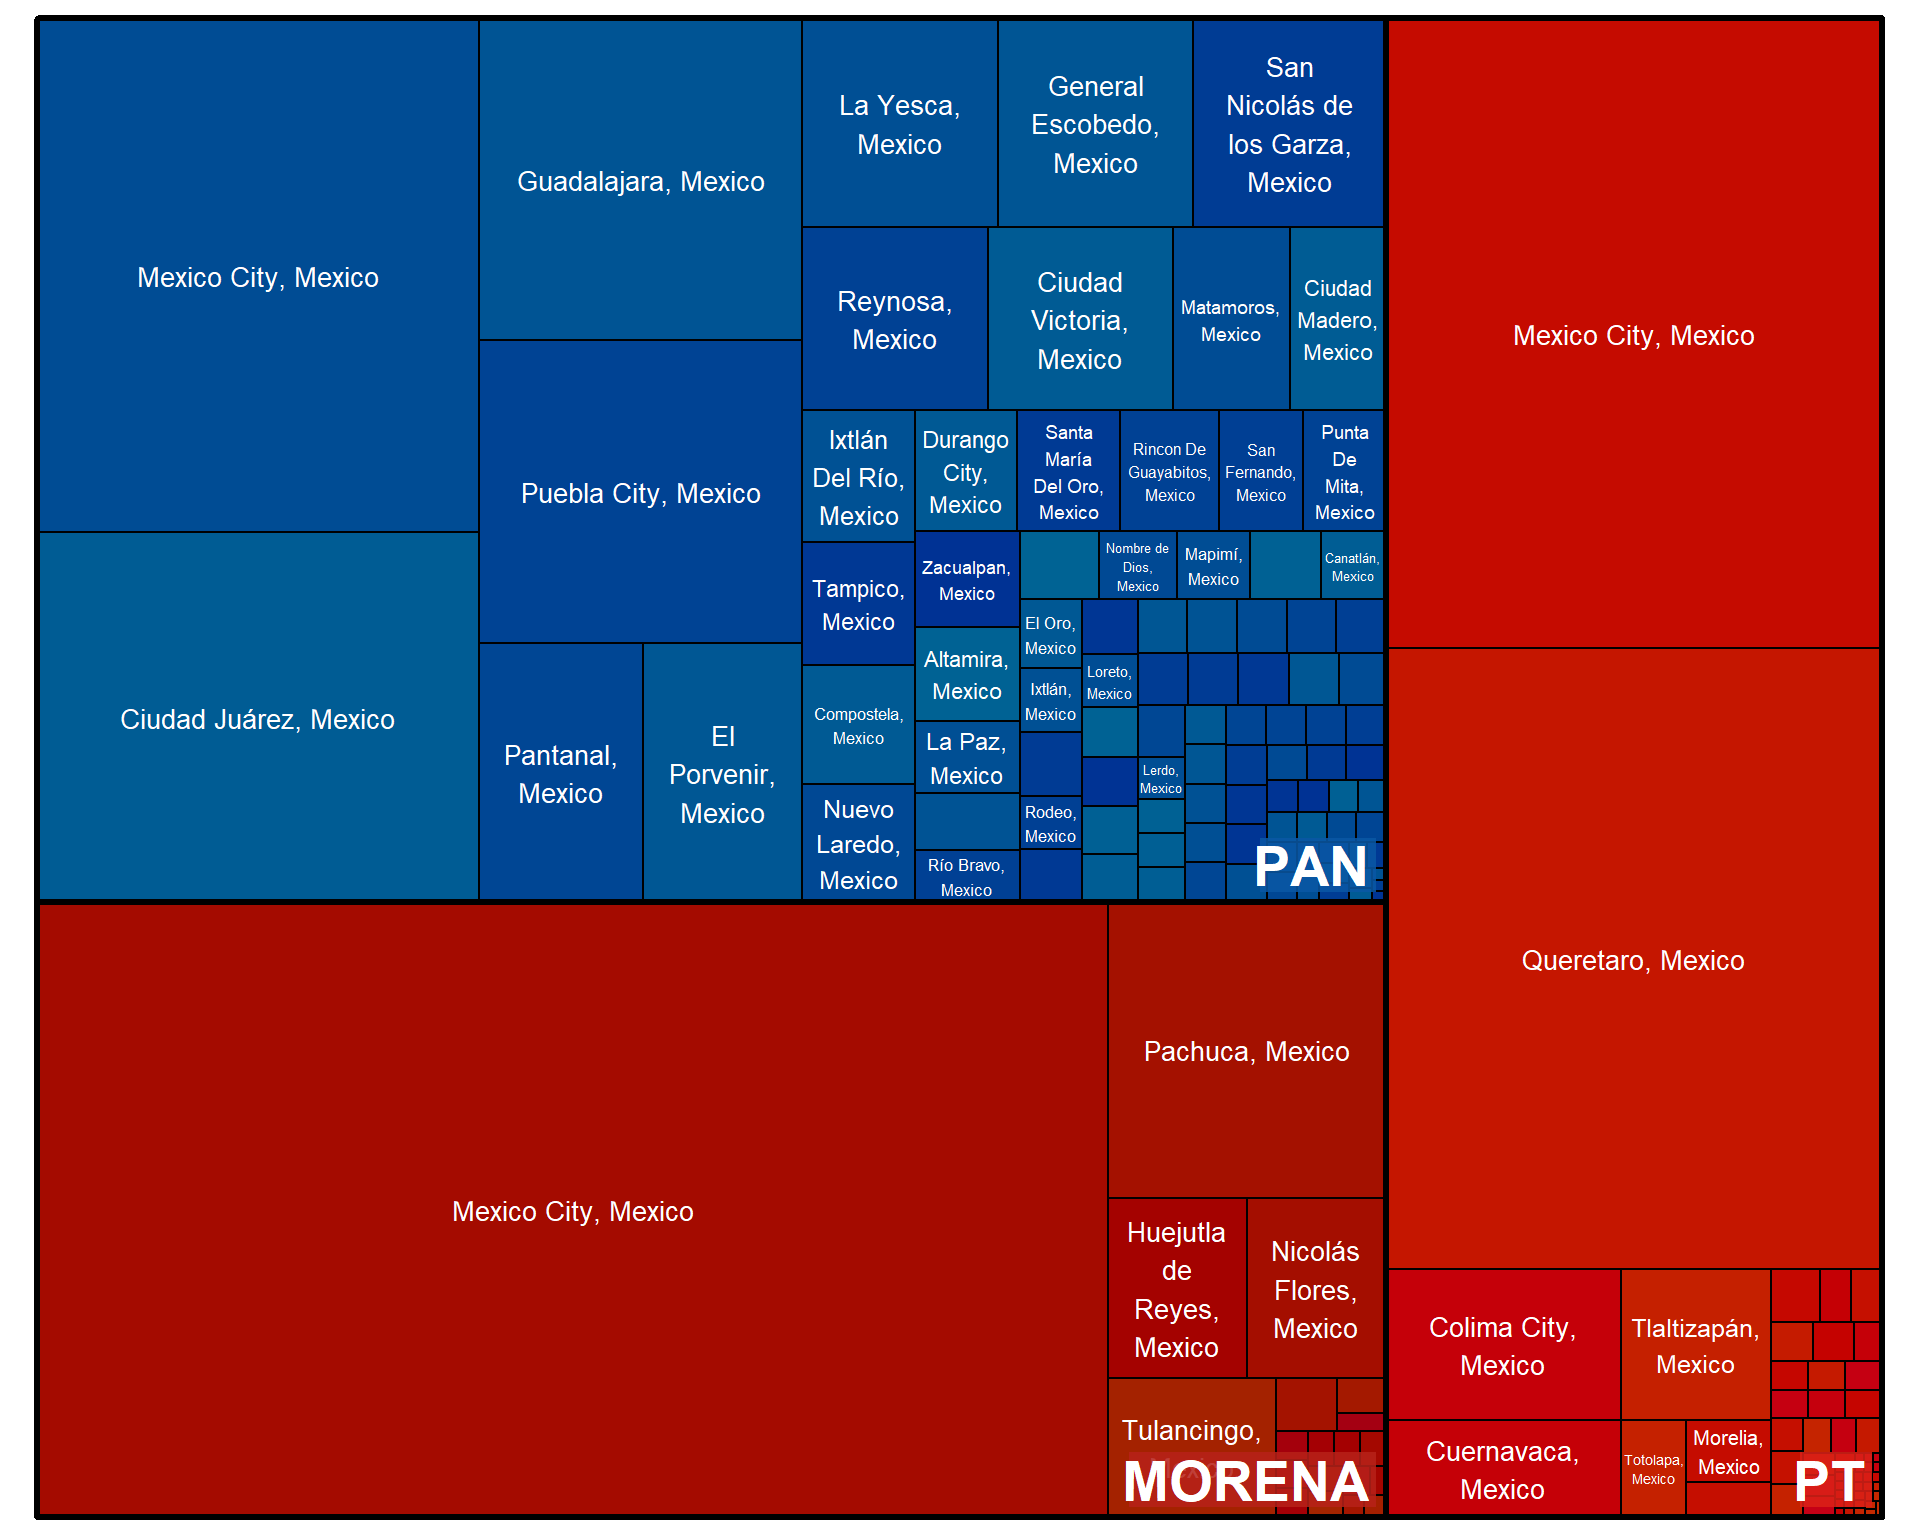 Mexico City, Mexico
Guadalajara, Mexico
La Yesca,
Mexico
General
Escobedo,
Mexico
San
Nicolás de
los Garza,
Mexico
Reynosa,
Mexico
Ciudad
Victoria,
Mexico
Matamoros,
Mexico
Ciudad
Madero,
Mexico
Puebla City, Mexico
Ixtlán
Del Río,
Mexico
Durango
City,
Mexico
Santa
María
Del Oro,
Mexico
Rincon De
Guayabitos,
Mexico
San
Fernando,
Mexico
Punta
De
Mita,
Mexico
Ciudad Juárez, Mexico
Tampico,
Mexico
Zacualpan,
Mexico
Nombre de
Dios,
Mexico
Mapimí,
Mexico
Canatlán,
Mexico
Pantanal,
Mexico
El
Porvenir,
Mexico
Compostela,
Mexico
Altamira,
Mexico
El Oro,
Mexico
Ixtlán,
Mexico
Loreto,
Mexico
La Paz,
Mexico
Lerdo,
Mexico
Nuevo
Laredo,
Mexico
Río Bravo,
Mexico
Rodeo,
Mexico
PAN
Mexico City, Mexico
Pachuca, Mexico
Huejutla
de
Reyes,
Mexico
Nicolás
Flores,
Mexico
Tulancingo,
Mexico
MORENA
Mexico City, Mexico
Queretaro, Mexico
Colima City,
Mexico
Tlaltizapán,
Mexico
Cuernavaca,
Mexico
Totolapa,
Mexico
Morelia,
Mexico
PT